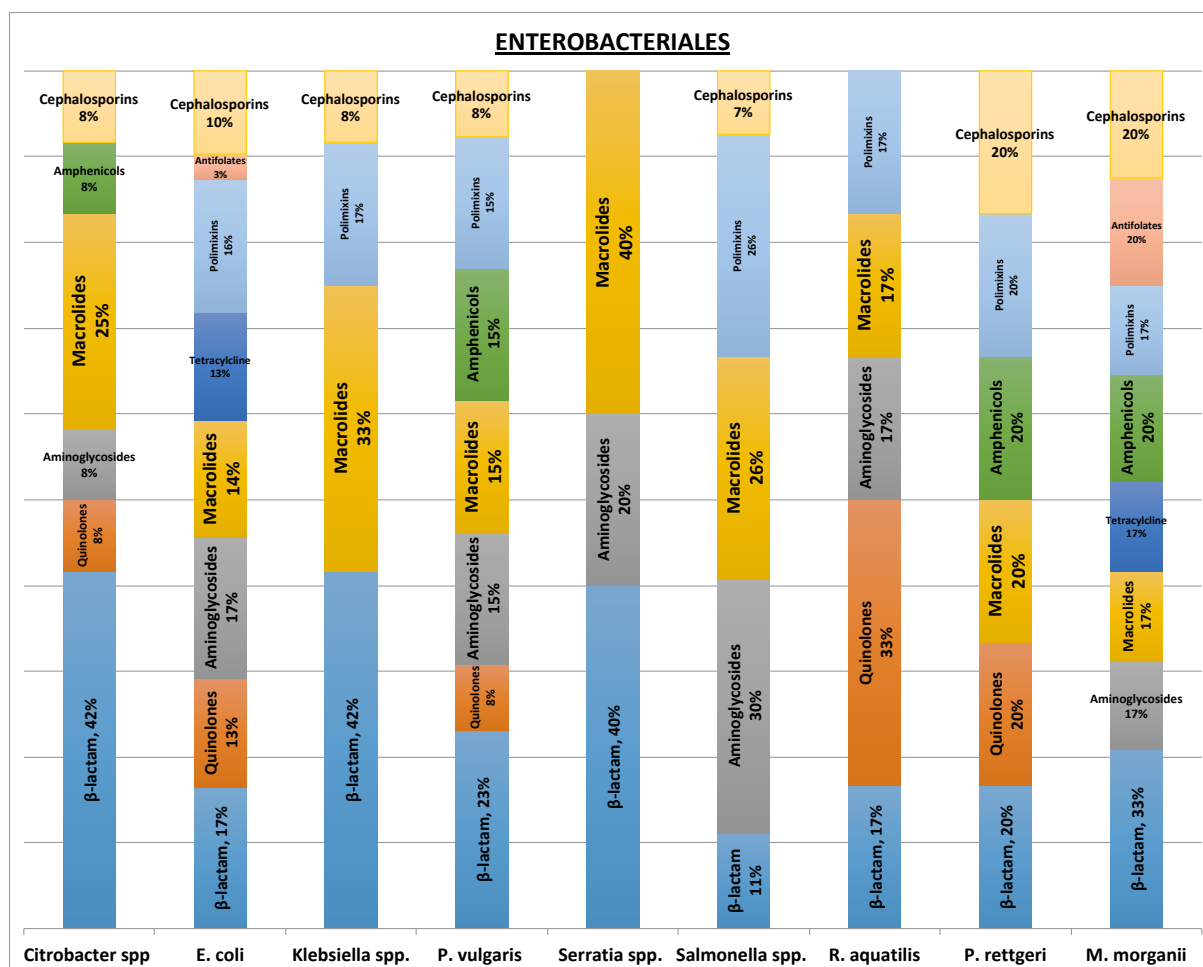 ENTEROBACTERIALES
Cephalosporins
8%
Amphenicols
8%
Macrolides
25%
Aminoglycosides
8%
Quinolones
8%
β-lactam, 42%
Cephalosporins
10%
Antifolates
3%
Polimixins
16%
Tetracylcline
13%
Macrolides
14%
Aminoglycosides
17%
Quinolones
13%
β-lactam, 17%
Cephalosporins
8%
Polimixins
17%
Macrolides
33%
β-lactam, 42%
Cephalosporins
8%
Polimixins
15%
Amphenicols
15%
Macrolides
15%
Aminoglycosides
15%
Quinolones
8%
β-lactam, 23%
Macrolides
40%
Aminoglycosides
20%
β-lactam, 40%
Cephalosporins
7%
Polimixins
26%
Macrolides
26%
Aminoglycosides
30%
β-lactam
11%
Polimixins
17%
Macrolides
17%
Aminoglycosides
17%
Quinolones
33%
β-lactam, 17%
Cephalosporins
20%
Polimixins
20%
Amphenicols
20%
Macrolides
20%
Quinolones
20%
β-lactam, 20%
Cephalosporins
20%
Antifolates
20%
Polimixins
17%
Amphenicols
20%
Tetracylcline
17%
Macrolides
17%
Aminoglycosides
17%
β-lactam, 33%
Citrobacter spp E. coli Klebsiella spp. P. vulgaris Serratia spp. Salmonella spp. R. aquatilis P. rettgeri M. morganii